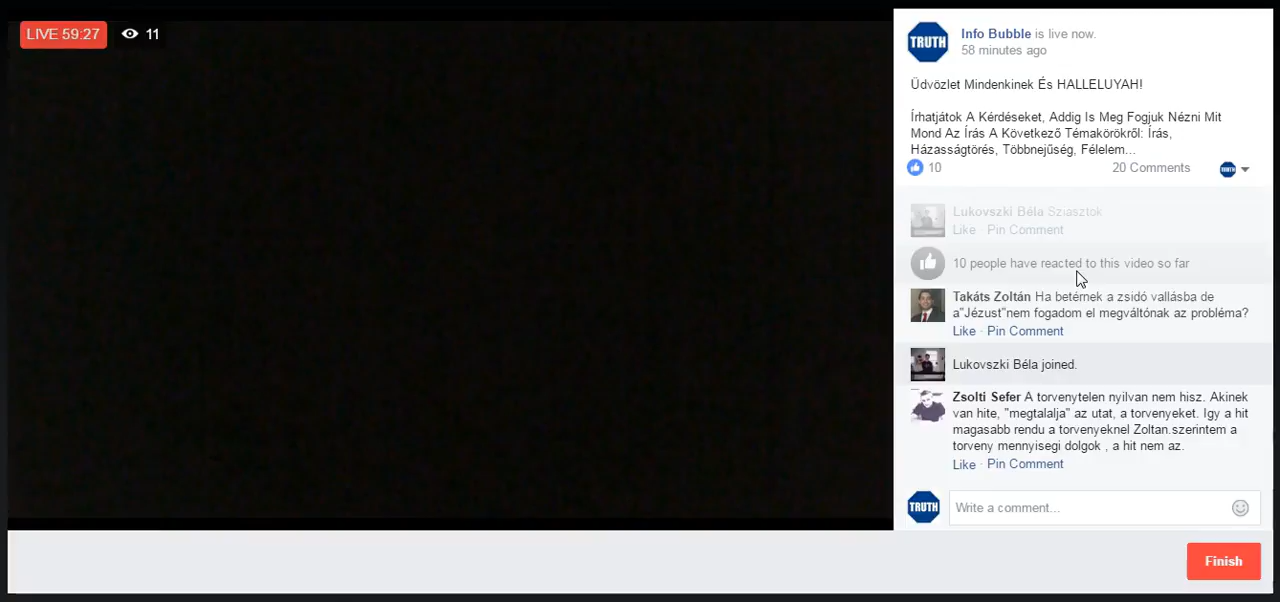 LIVE 59:27 11
TRUTH
Info Bubble is live now.
58 minutes ago
Üdvözlet Mindenkinek És HALLELUYAH!
Írhatjátok A Kérdéseket, Addig Is Meg Fogjuk Nézni Mit
Mond Az Írás A Következő Témakörökről: Írás,
Házasságtörés, Többnejűség, Félelem...
10 20 Comments TRUTH
Lukovszki Béla Sziasztok
Like · Pin Comment
10 people have reacted to this video so far
Takáts Zoltán Ha betérnek a zsidó vallásba de
a"Jézust"nem fogadom el megváltónak az probléma?
Like · Pin Comment
Lukovszki Béla joined.
Zsolti Sefer A torvenytelen nyilvan nem hisz. Akinek
van hite, "megtalalja" az utat, a torvenyeket. Igy a hit
magasabb rendu a torvenyeknel Zoltan.szerintem a
torveny mennyisegi dolgok , a hit nem az.
Like · Pin Comment
TRUTH Write a comment...
Finish